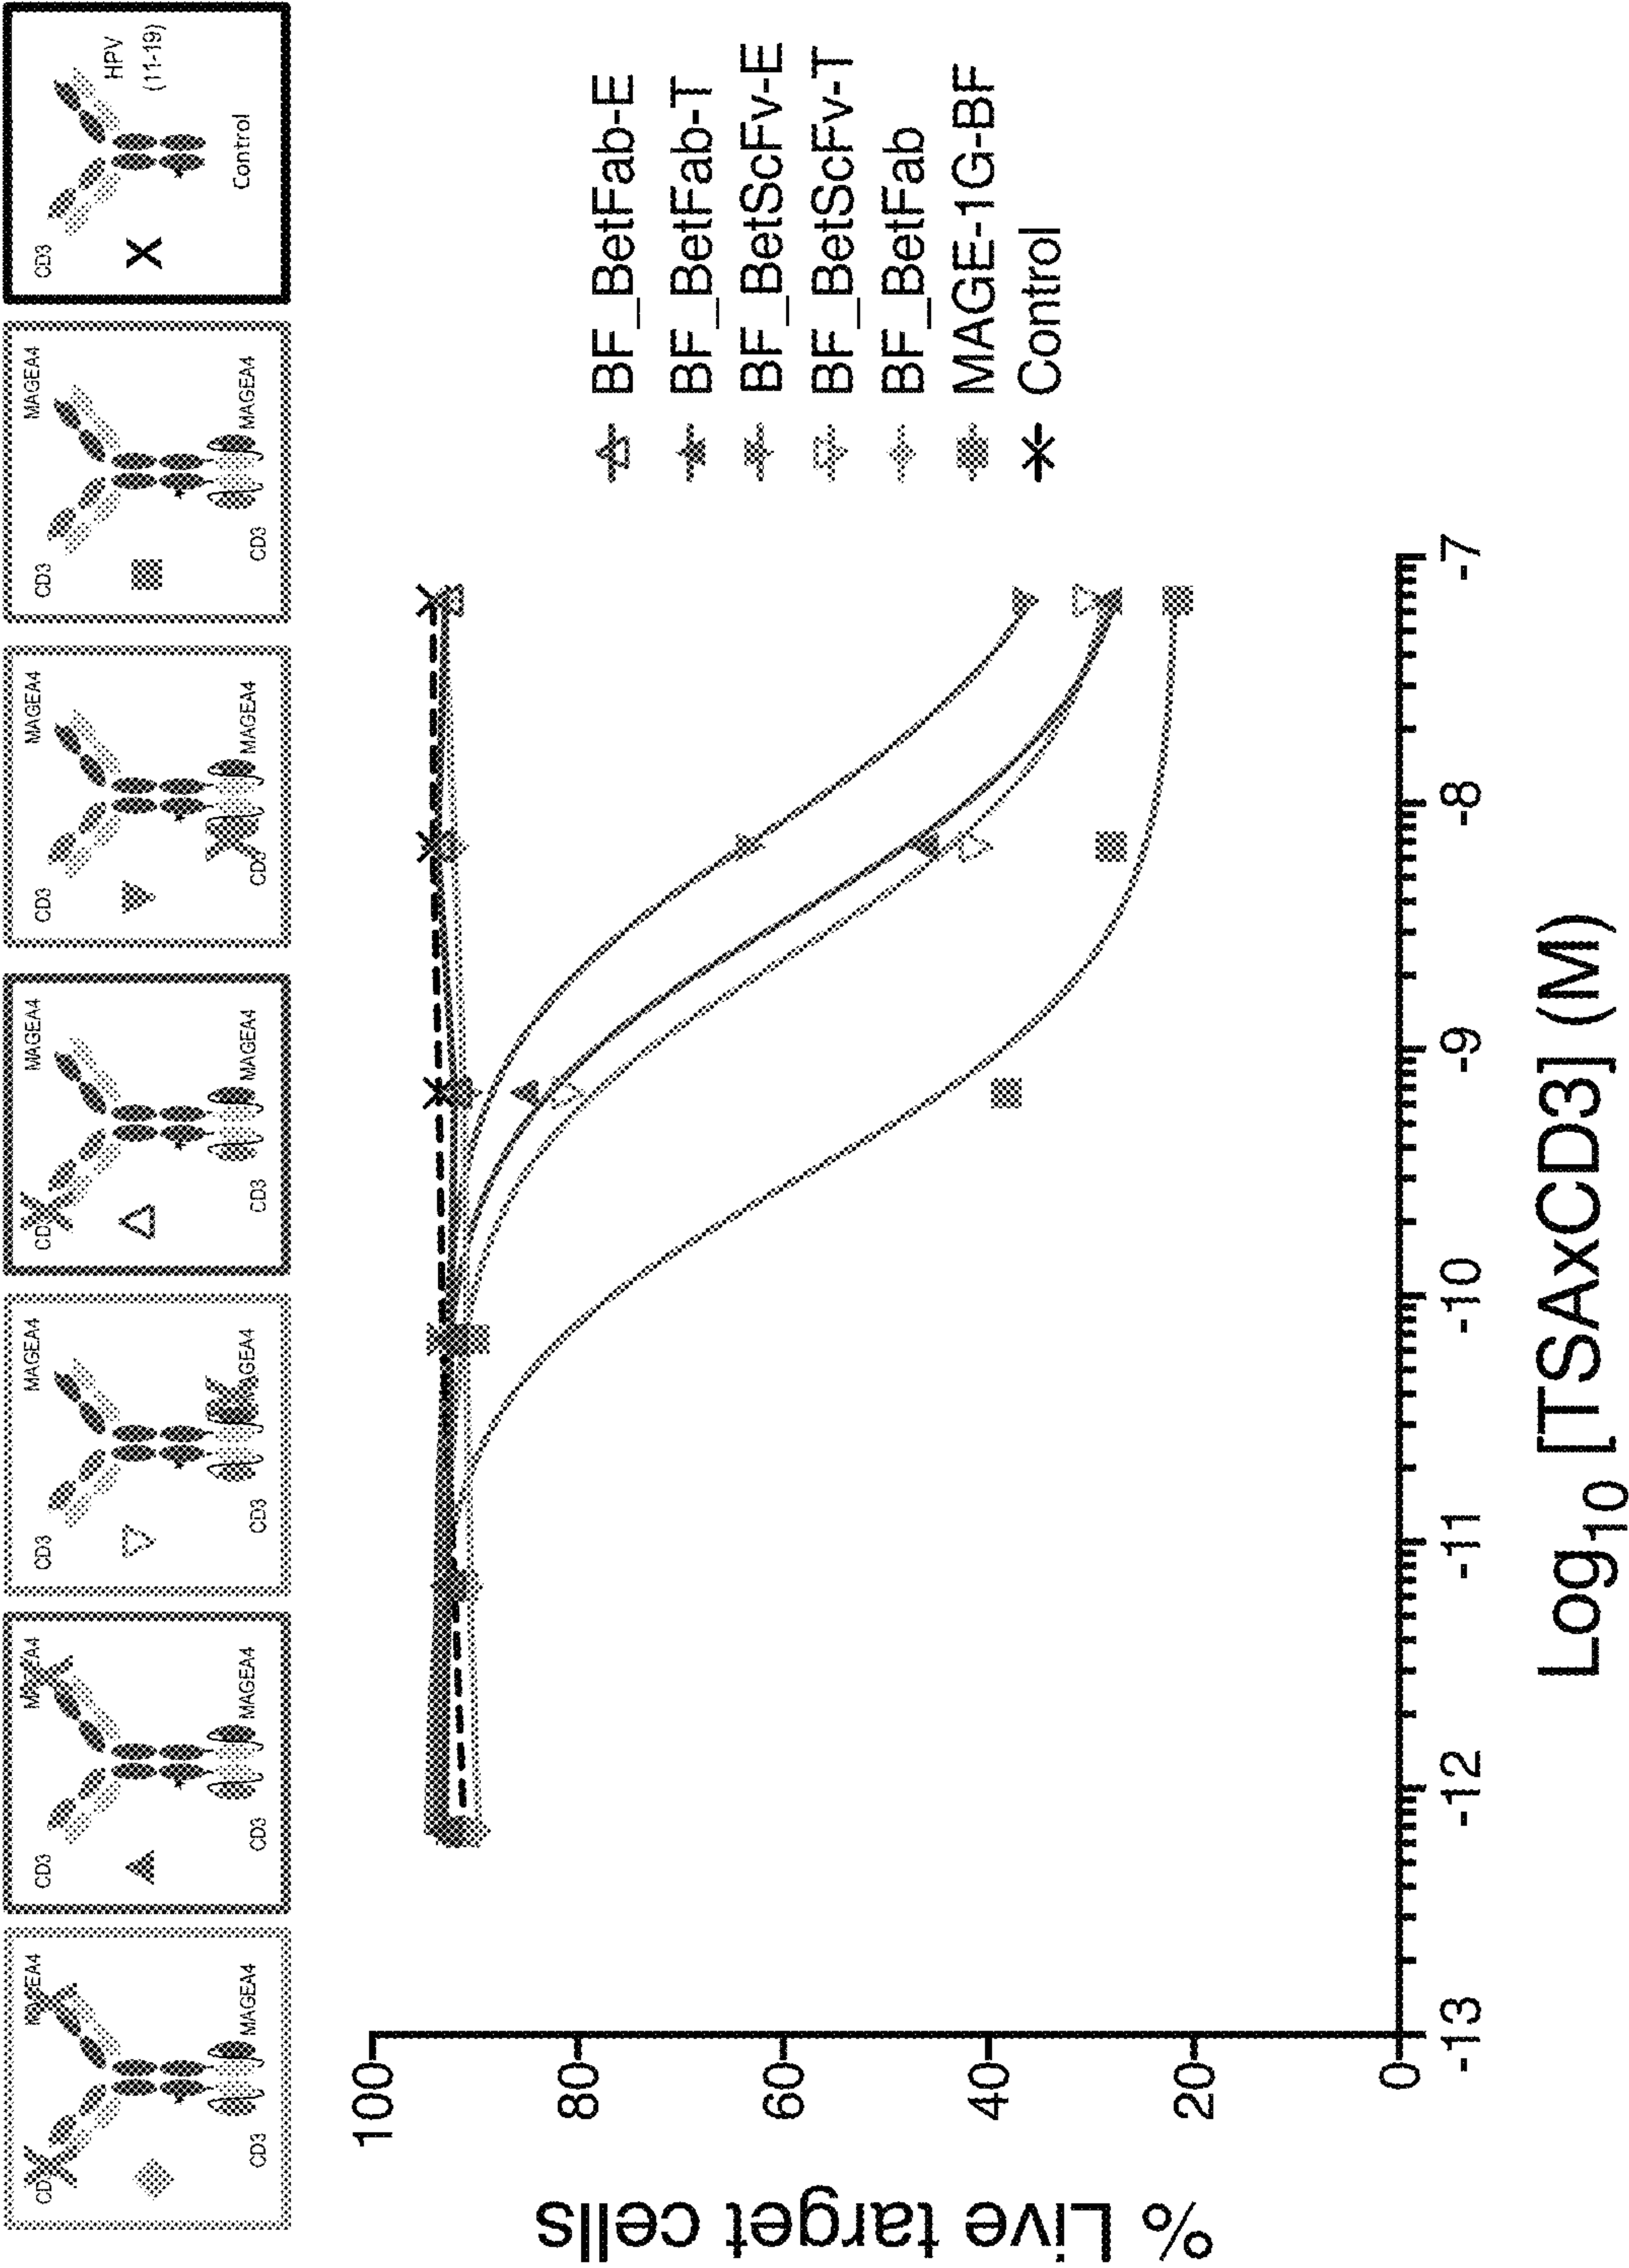 CD3
MAGEA4
CD3
MAGEA4
CD3
MAGEA4
CD3
MAGEA4
CD3
MAGEA4
CD3
MAGEA4
CD
MAGEA4
CD3
MAGEA4
CD3
MAGEA4
CD3
MAGEA4
CD3
MAGEA4
CD3
MAGEA4
CD3
HPV
(11-19)
X
Control
% Live target cells
100
80
60
40
20
0
-13
-12
-11
-10
-9
-8
-7
Log10 [TSAxCD3] (M)
BF_BetFab-E
BF_BetFab-T
BF_BetScFv-E
BF_BetScFv-T
BF_BetFab
MAGE-1G-BF
Control